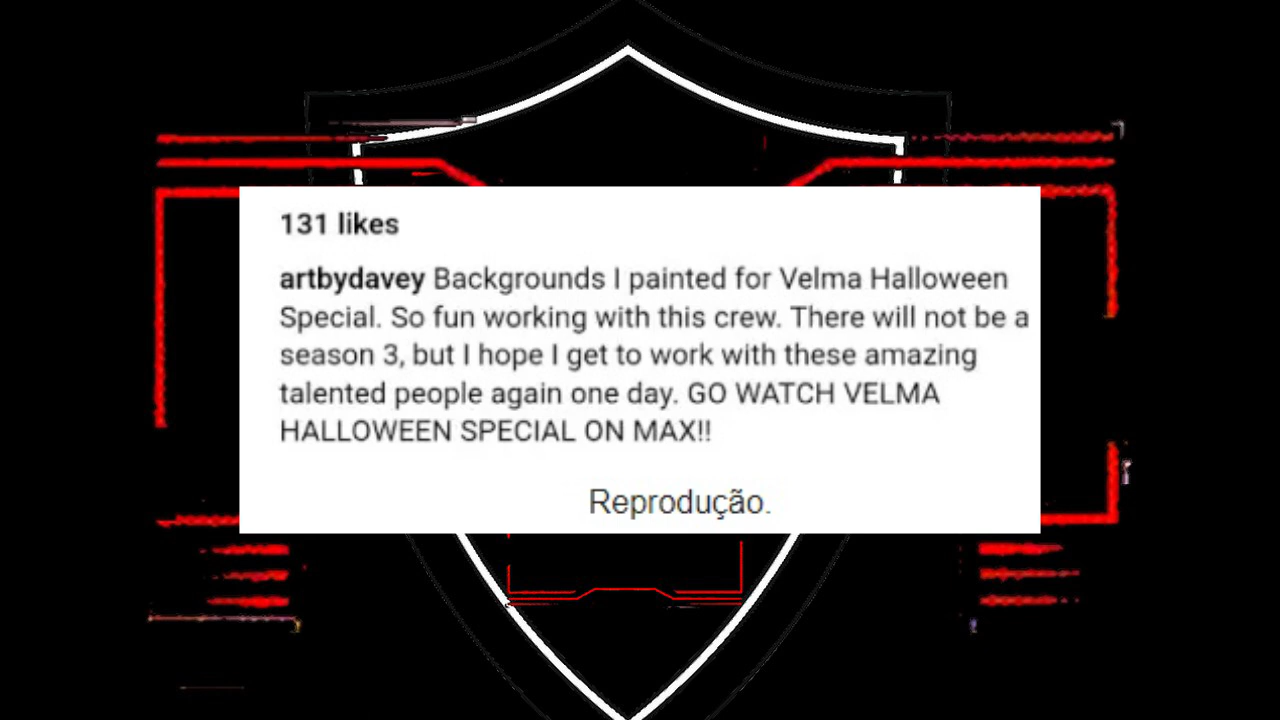 131 likes
artbydavey Backgrounds I painted for Velma Halloween
Special. So fun working with this crew. There will not be a
season 3, but I hope I get to work with these amazing
talented people again one day. GO WATCH VELMA
HALLOWEEN SPECIAL ON MAX!!
Reprodução.